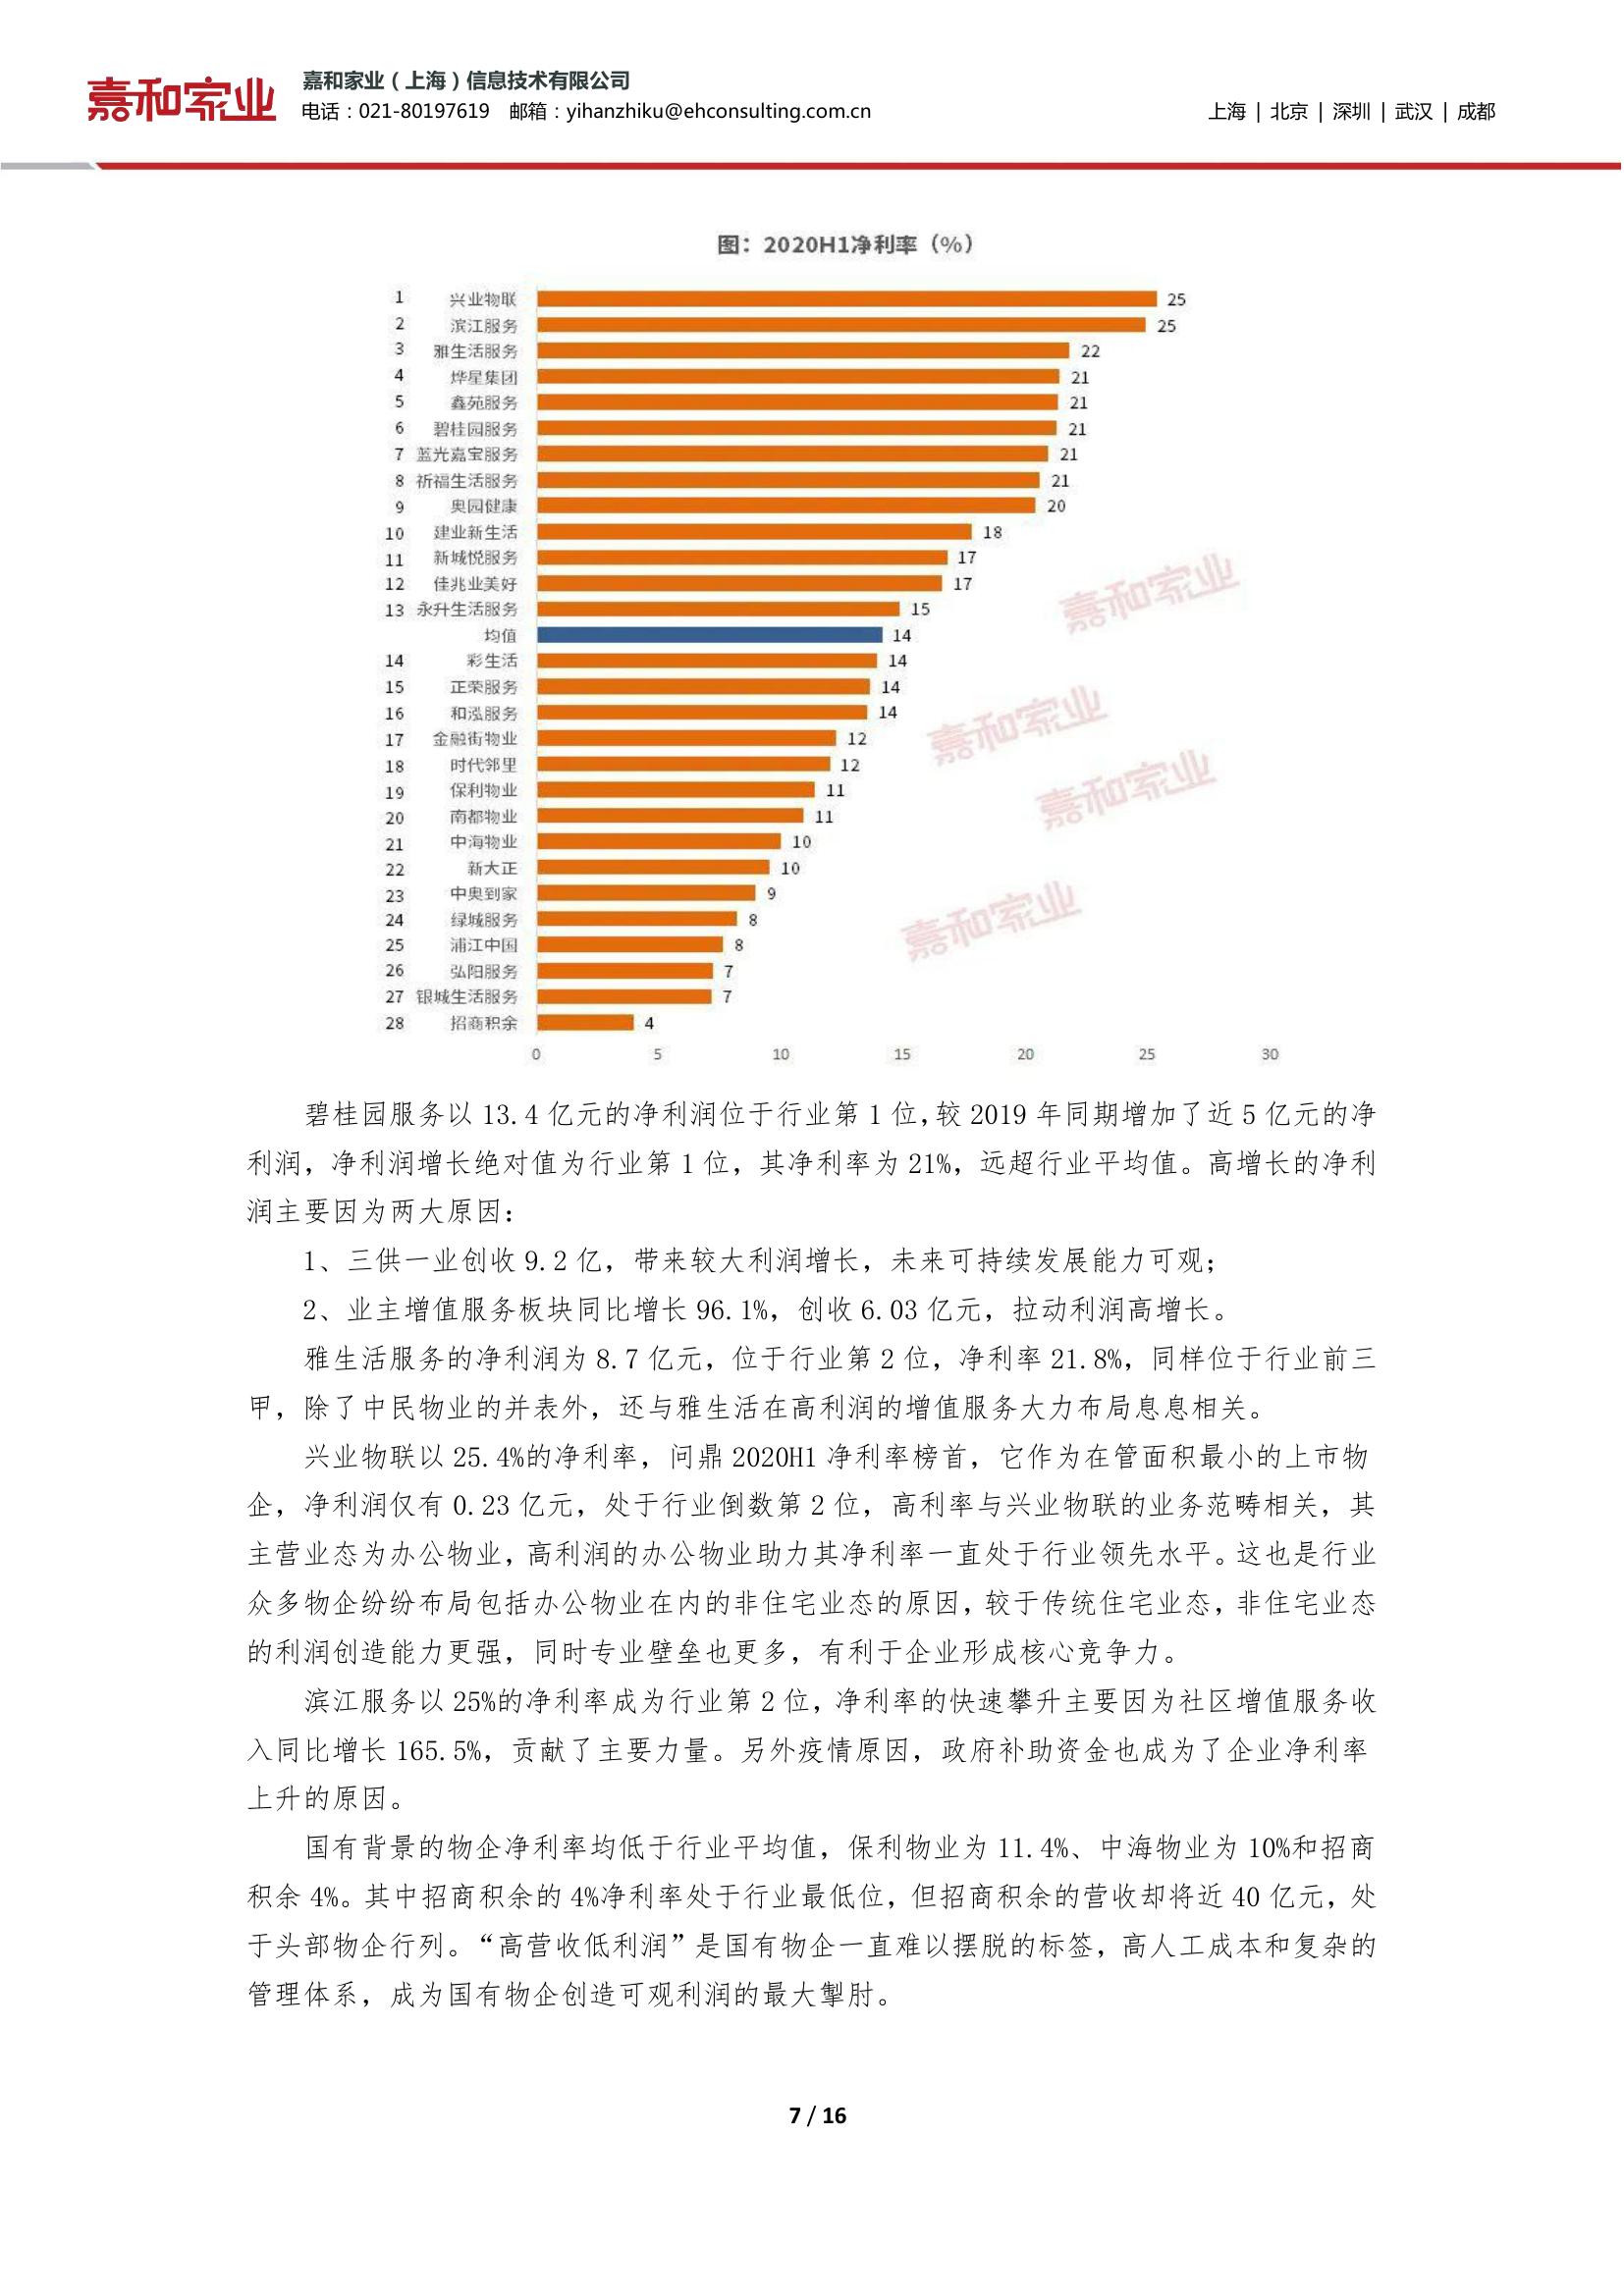 嘉和家业
嘉和家业（上海）信息技术有限公司
电话：021-80197619 邮箱：yihanzhiku@ehconsulting.com.cn
上海 | 北京 | 深圳 | 武汉 | 成都
图：2020H1净利率（%）
1 兴业物联 25
2 滨江服务 25
3 雅生活服务 22
4 烨星集团 21
5 鑫苑服务 21
6 碧桂园服务 21
7 蓝光嘉宝服务 21
8 祈福生活服务 21
9 奥园健康 20
10 建业新生活 18
11 新城悦服务 17
12 佳兆业美好 17
13 永升生活服务 15
均值 14
14 彩生活 14
15 正荣服务 14
16 和泓服务 14
17 金融街物业 12
18 时代邻里 12
19 保利物业 11
20 南都物业 11
21 中海物业 10
22 新大正 10
23 中奥到家 9
24 绿城服务 8
25 浦江中国 8
26 弘阳服务 7
27 银城生活服务 7
28 招商积余 4
0 5 10 15 20 25 30
嘉和家业
嘉和家业
嘉和家业
嘉和家业
碧桂园服务以 13.4 亿元的净利润位于行业第 1 位，较 2019 年同期增加了近 5 亿元的净
利润，净利润增长绝对值为行业第 1 位，其净利率为 21%，远超行业平均值。高增长的净利
润主要因为两大原因：
1、三供一业创收 9.2 亿，带来较大利润增长，未来可持续发展能力可观；
2、业主增值服务板块同比增长 96.1%，创收 6.03 亿元，拉动利润高增长。
雅生活服务的净利润为 8.7 亿元，位于行业第 2 位，净利率 21.8%，同样位于行业前三
甲，除了中民物业的并表外，还与雅生活在高利润的增值服务大力布局息息相关。
兴业物联以 25.4%的净利率，问鼎 2020H1 净利率榜首，它作为在管面积最小的上市物
企，净利润仅有 0.23 亿元，处于行业倒数第 2 位，高利率与兴业物联的业务范畴相关，其
主营业态为办公物业，高利润的办公物业助力其净利率一直处于行业领先水平。这也是行业
众多物企纷纷布局包括办公物业在内的非住宅业态的原因，较于传统住宅业态，非住宅业态
的利润创造能力更强，同时专业壁垒也更多，有利于企业形成核心竞争力。
滨江服务以 25%的净利率成为行业第 2 位，净利率的快速攀升主要因为社区增值服务收
入同比增长 165.5%，贡献了主要力量。另外疫情原因，政府补助资金也成为了企业净利率
上升的原因。
国有背景的物企净利率均低于行业平均值，保利物业为 11.4%、中海物业为 10%和招商
积余 4%。其中招商积余的 4%净利率处于行业最低位，但招商积余的营收却将近 40 亿元，处
于头部物企行列。“高营收低利润”是国有物企一直难以摆脱的标签，高人工成本和复杂的
管理体系，成为国有物企创造可观利润的最大掣肘。
7 / 16